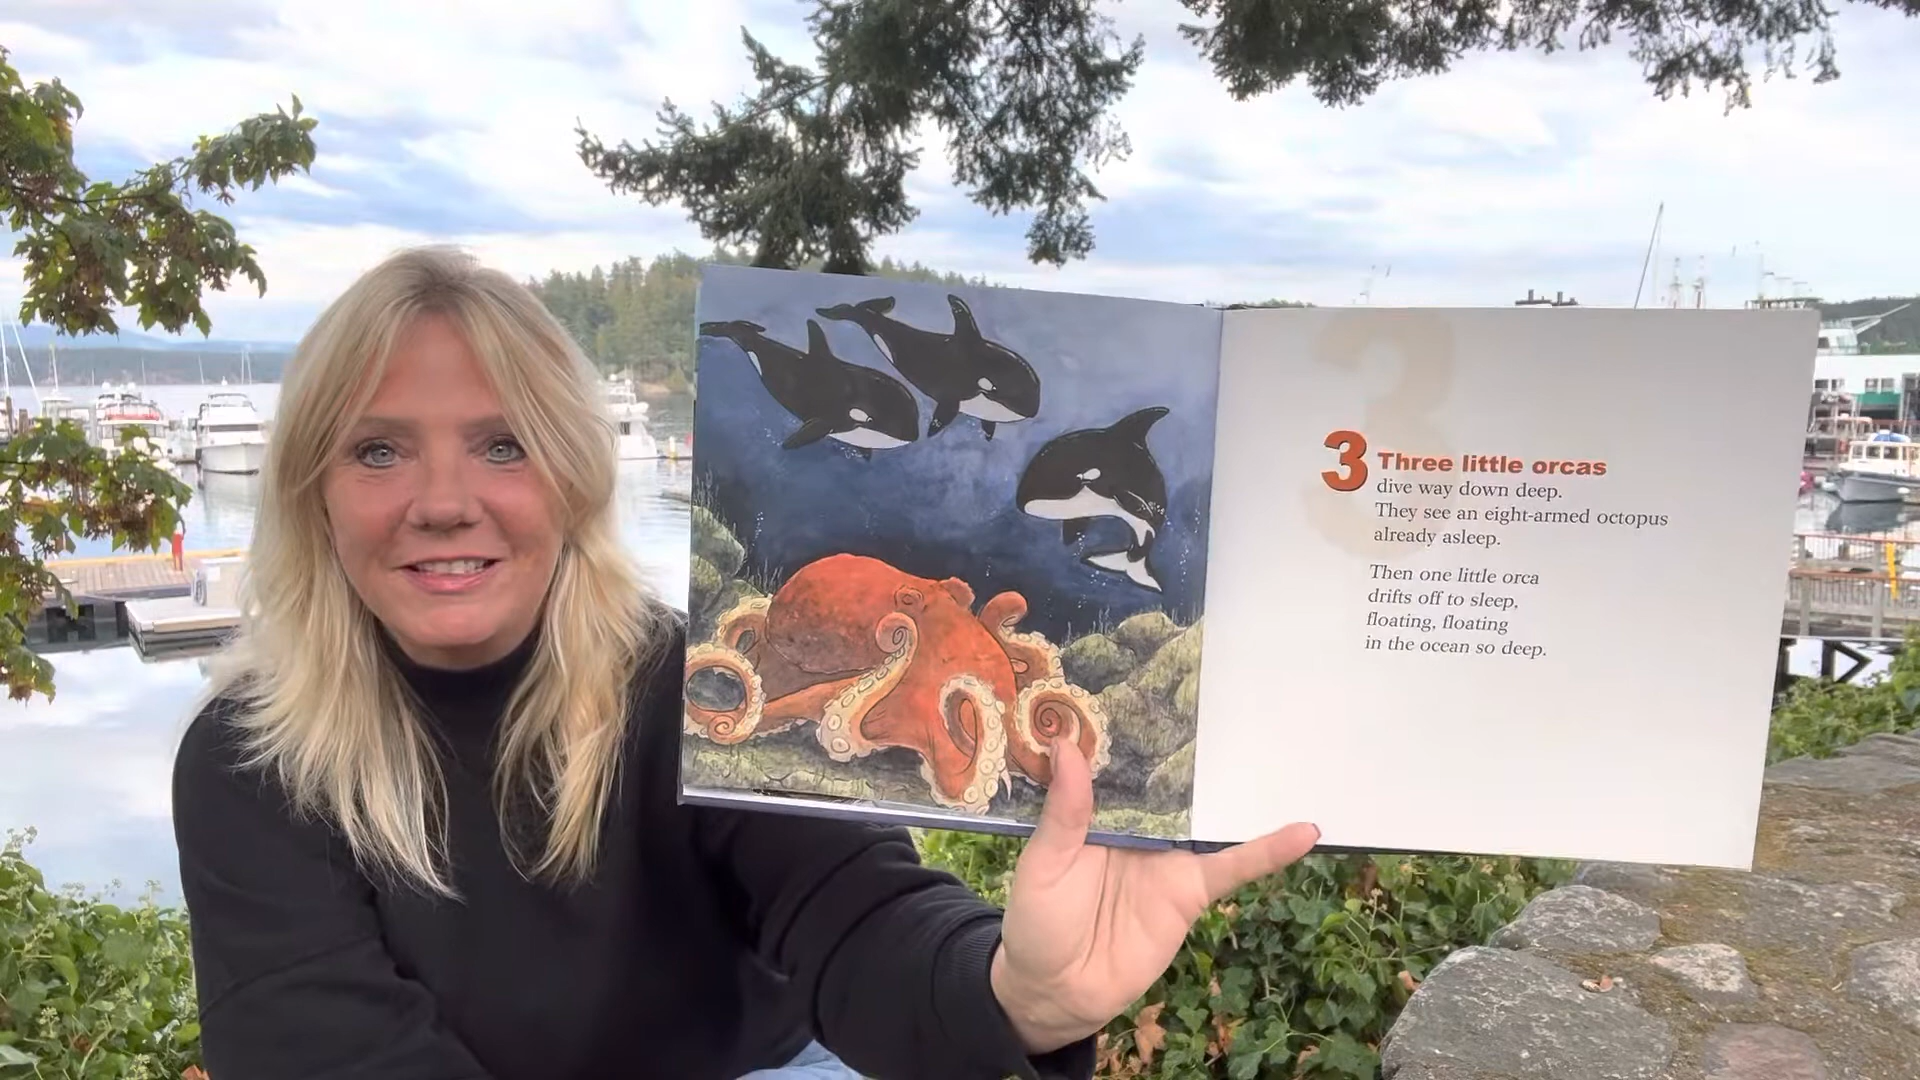 3
3 Three little orcas
dive way down deep.
They see an eight-armed octopus
already asleep.
Then one little orca
drifts off to sleep,
floating, floating
in the ocean so deep.